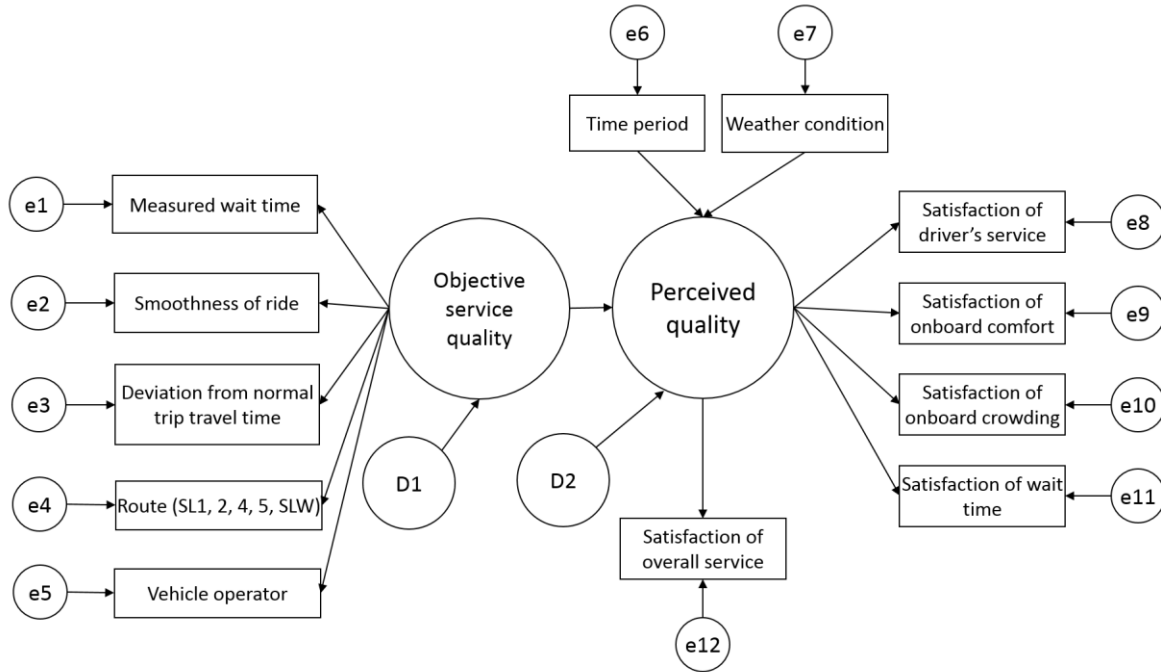 e6
e7
Time period
Weather condition
e1
Measured wait time
e2
Smoothness of ride
e3
Deviation from normal
trip travel time
e4
Route (SL1, 2, 4, 5, SLW)
e5
Vehicle operator
Objective
service
quality
D1
Perceived
quality
D2
Satisfaction of
driver’s service
e8
Satisfaction of
onboard comfort
e9
Satisfaction of
onboard crowding
e10
Satisfaction of wait
time
e11
Satisfaction of
overall service
e12